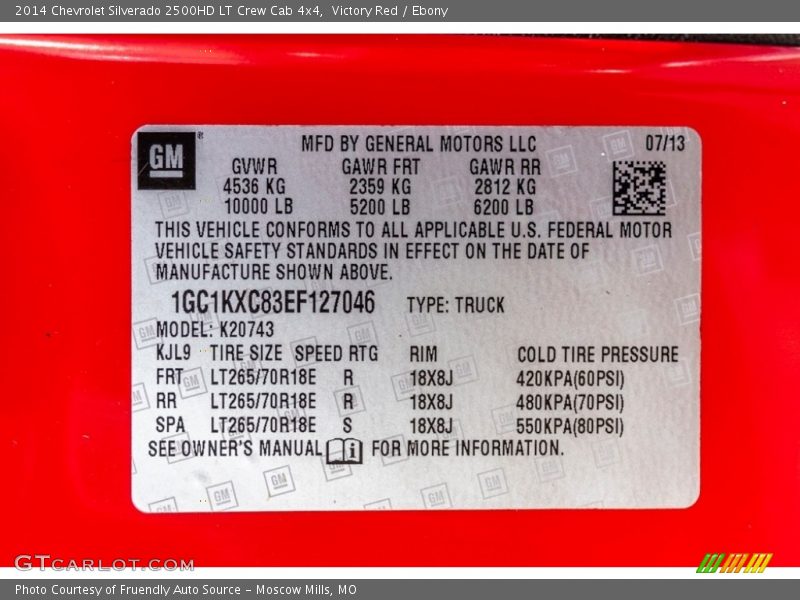 2014 Chevrolet Silverado 2500HD LT Crew Cab 4x4,  Victory Red / Ebony
GM®
MFD BY GENERAL MOTORS LLC 07/13
GVWR GAWR FRT GAWR RR
4536 KG 2359 KG 2812 KG
10000 LB 5200 LB 6200 LB
THIS VEHICLE CONFORMS TO ALL APPLICABLE U.S. FEDERAL MOTOR
VEHICLE SAFETY STANDARDS IN EFFECT ON THE DATE OF
MANUFACTURE SHOWN ABOVE.
1GC1KXC83EF127046 TYPE: TRUCK
MODEL: K20743
KJL9 TIRE SIZE SPEED RTG RIM COLD TIRE PRESSURE
FRT LT265/70R18E R 18X8J 420KPA(60PSI)
RR LT265/70R18E R 18X8J 480KPA(70PSI)
SPA LT265/70R18E S 18X8J 550KPA(80PSI)
SEE OWNER'S MANUAL i FOR MORE INFORMATION.
GTCARLOT.COM
Photo Courtesy of Fruendly Auto Source – Moscow Mills, MO